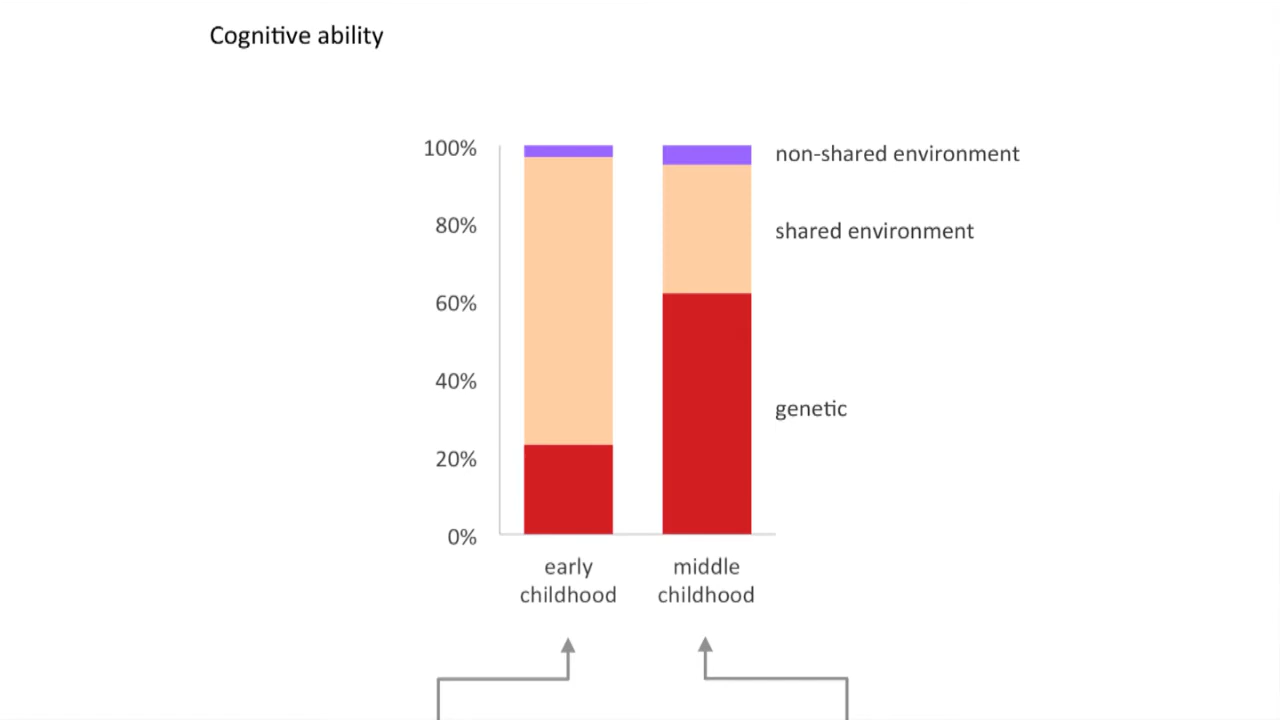 Cognitive ability
100%
non-shared environment
80%
shared environment
60%
40%
genetic
20%
0%
early
childhood
middle
childhood